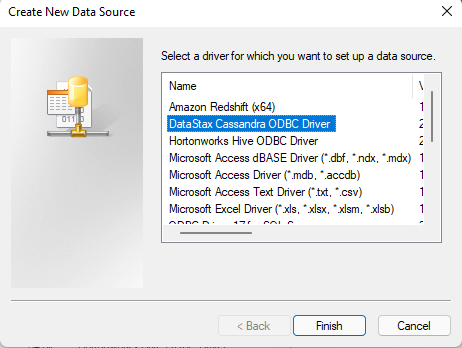 Create New Data Source
Select a driver for which you want to set up a data source.
Name
Amazon Redshift (x64) 1
DataStax Cassandra ODBC Driver 2
Hortonworks Hive ODBC Driver 2
Microsoft Access dBASE Driver (*.dbf, *.ndx, *.mdx) 1
Microsoft Access Driver (*.mdb, *.accdb) 1
Microsoft Access Text Driver (*.txt, *.csv) 1
Microsoft Excel Driver (*.xls, *.xlsx, *.xlsm, *.xlsb) 1
< Back
Finish
Cancel